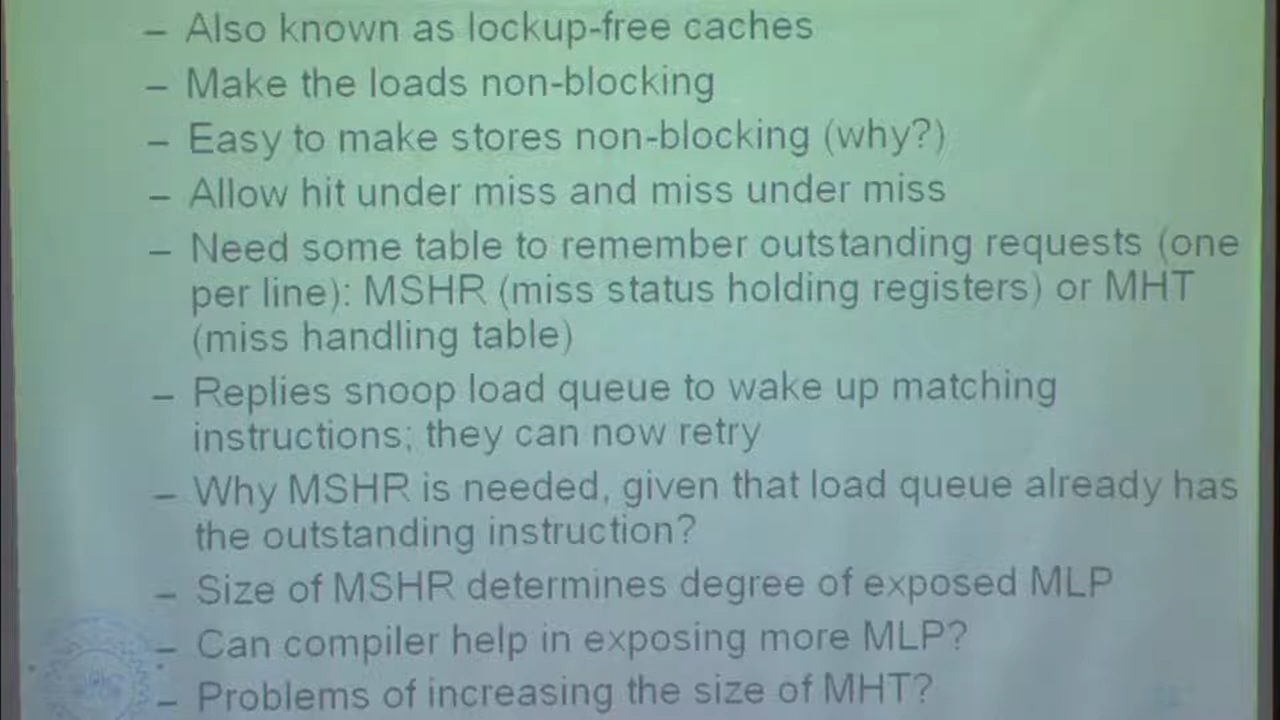 – Also known as lockup-free caches
– Make the loads non-blocking
– Easy to make stores non-blocking (why?)
– Allow hit under miss and miss under miss
– Need some table to remember outstanding requests (one
per line): MSHR (miss status holding registers) or MHT
(miss handling table)
– Replies snoop load queue to wake up matching
instructions; they can now retry
– Why MSHR is needed, given that load queue already has
the outstanding instruction?
– Size of MSHR determines degree of exposed MLP
– Can compiler help in exposing more MLP?
– Problems of increasing the size of MHT?